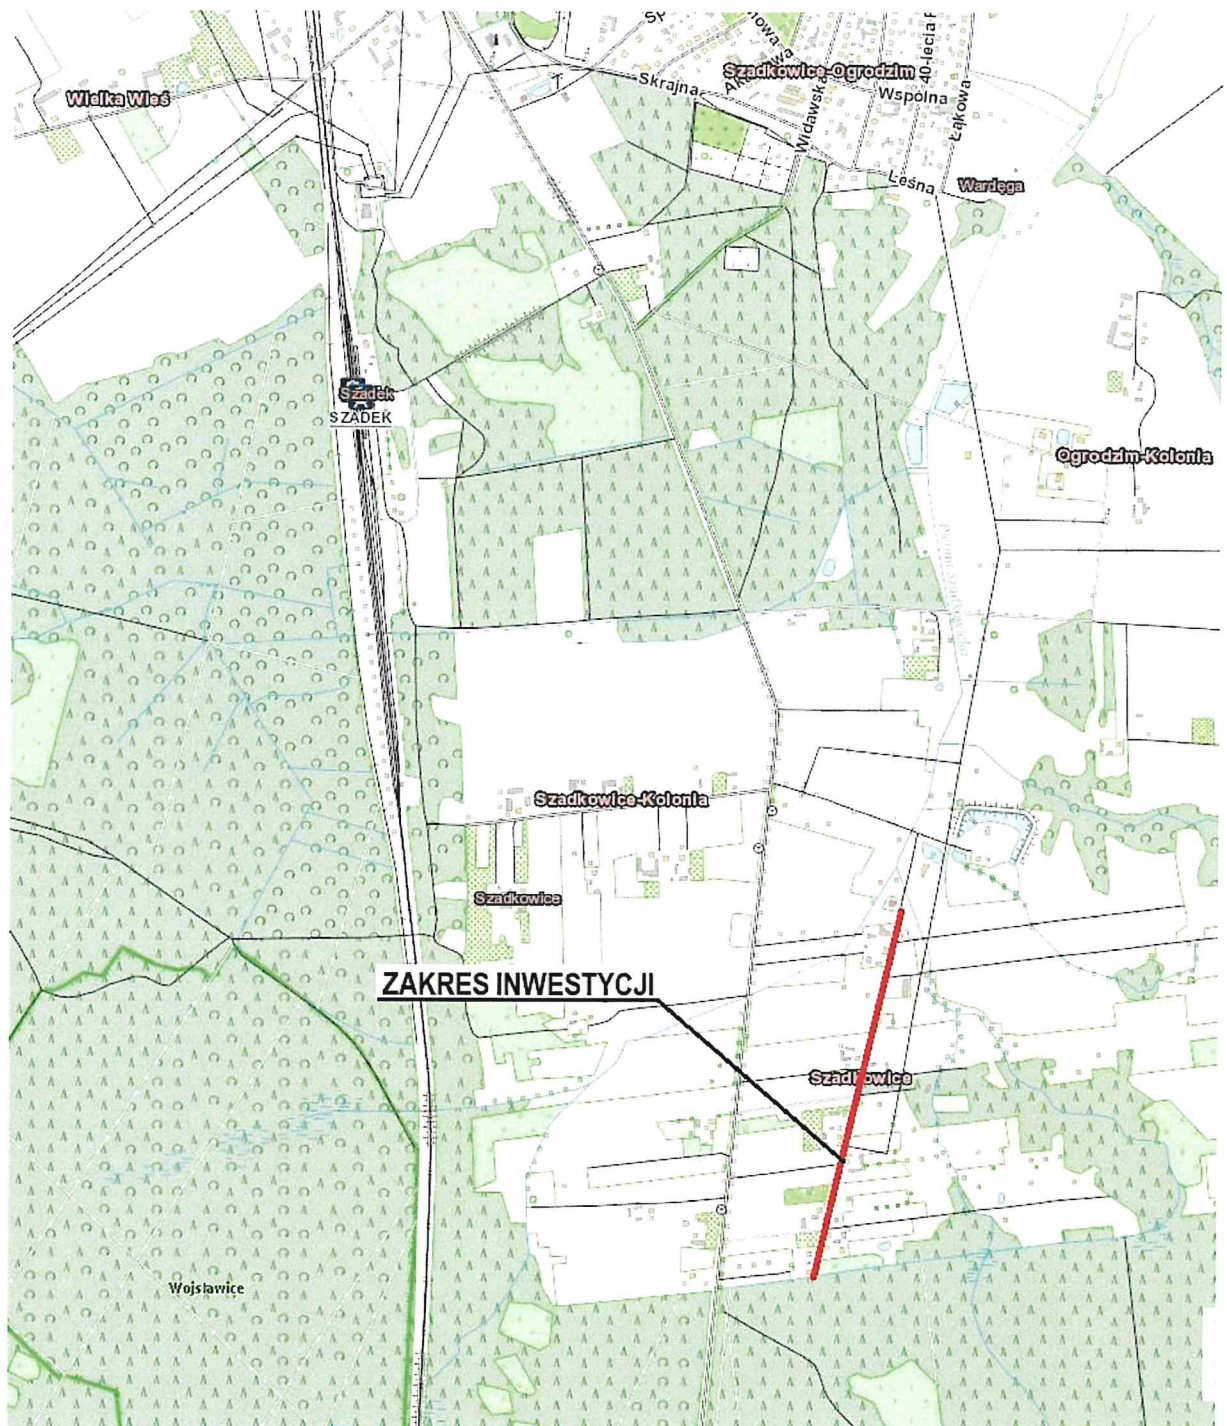 Skrajna
Szadkowice-Ogrodzim
Wspólna
40-lecia
Widawska
Łąkowa
Wielka Wieś
Leśna
Wardęga
Szadek
SZADEK
Ogrodzim-Kolonia
Szadkowice-Kolonia
Szadkowice
ZAKRES INWESTYCJI
Szadkowice
Wojsławice